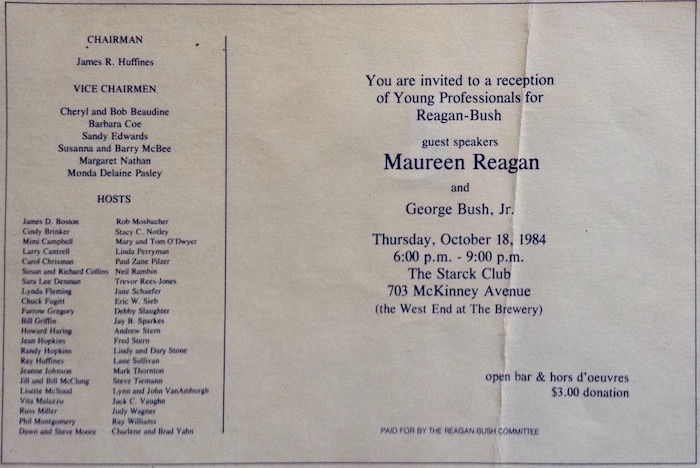 CHAIRMAN
James R. Huffines
VICE CHAIRMEN
Cheryl and Bob Beaudine
Barbara Coe
Sandy Edwards
Susanna and Barry McBee
Margaret Nathan
Monda Delaine Pasley
HOSTS
James D. Boston
Cindy Brinker
Mimi Campbell
Larry Cantrell
Carol Chrisman
Susan and Richard Collins
Sara Lee Denman
Lynda Fleming
Chuck Fugitt
Farrow Gregory
Bill Griffin
Howard Haring
Jean Hopkins
Randy Hopkins
Ray Huffines
Jeanne Johnson
Jill and Bill McClung
Lisette McSoud
Vita Malazzo
Russ Miller
Phil Montgomery
Dawn and Steve Moore
Rob Mosbacher
Stacy C. Notley
Mary and Tom O'Dwyer
Linda Perryman
Paul Zane Pilzer
Neil Rambin
Trevor Rees-Jones
Jane Schaefer
Eric W. Sieb
Debby Slaughter
Jay B. Sparkes
Andrew Stern
Fred Stern
Lindy and Dary Stone
Lane Sullivan
Mark Thornton
Steve Tiemann
Lynn and John VanAmburgh
Jack C. Vaughn
Judy Wagner
Ray Williams
Charlene and Brad Yahn
You are invited to a reception
of Young Professionals for
Reagan-Bush
guest speakers
Maureen Reagan
and
George Bush, Jr.
Thursday, October 18, 1984
6:00 p.m. - 9:00 p.m.
The Starck Club
703 McKinney Avenue
(the West End at The Brewery)
open bar & hors d'oeuvres
$3.00 donation
PAID FOR BY THE REAGAN-BUSH COMMITTEE